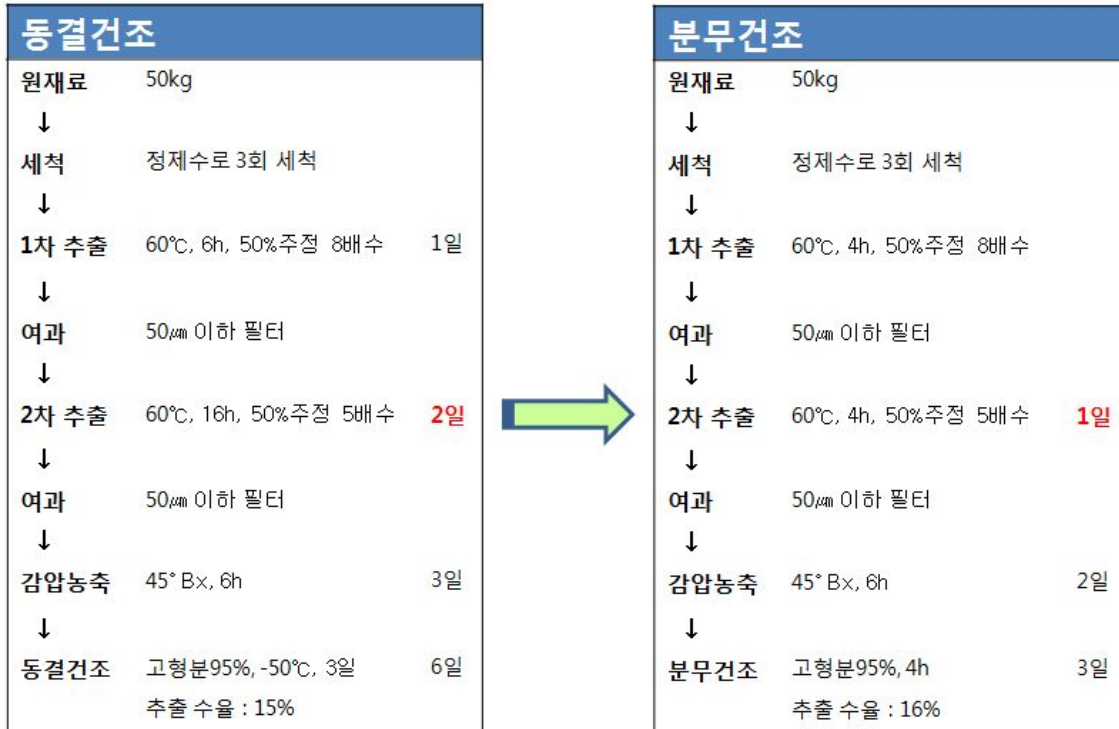 동결건조
원재료 50kg
↓
세척 정제수로 3회 세척
↓
1차 추출 60℃, 6h, 50%주정 8배수 1일
↓
여과 50㎛ 이하 필터
↓
2차 추출 60℃, 16h, 50%주정 5배수 2일
↓
여과 50㎛ 이하 필터
↓
감압농축 45° Bx, 6h 3일
↓
동결건조 고형분95%, -50℃, 3일 6일
추출 수율 : 15%
분무건조
원재료 50kg
↓
세척 정제수로 3회 세척
↓
1차 추출 60℃, 4h, 50%주정 8배수
↓
여과 50㎛ 이하 필터
↓
2차 추출 60℃, 4h, 50%주정 5배수 1일
↓
여과 50㎛ 이하 필터
↓
감압농축 45° Bx, 6h 2일
↓
분무건조 고형분95%, 4h 3일
추출 수율 : 16%